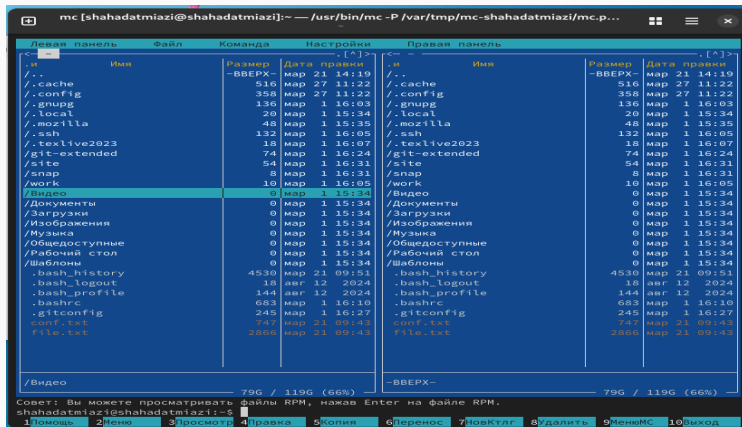 mc [shahadatmiazi@shahadatmiazi]:~ — /usr/bin/mc -P /var/tmp/mc-shahadatmiazi/mc.p...
Левая панель Файл Команда Настройки Правая панель
<— ~ .[^]> <— ~ .[^]>
.и Имя Размер Дата правки .и Имя Размер Дата правки
/.. -ВВЕРХ- мар 21 14:19 /.. -ВВЕРХ- мар 21 14:19
/.cache 516 мар 27 11:22 /.cache 516 мар 27 11:22
/.config 358 мар 27 11:22 /.config 358 мар 27 11:22
/.gnupg 136 мар 1 16:03 /.gnupg 136 мар 1 16:03
/.local 20 мар 1 15:34 /.local 20 мар 1 15:34
/.mozilla 48 мар 1 15:35 /.mozilla 48 мар 1 15:35
/.ssh 132 мар 1 16:05 /.ssh 132 мар 1 16:05
/.texlive2023 18 мар 1 16:07 /.texlive2023 18 мар 1 16:07
/git-extended 74 мар 1 16:24 /git-extended 74 мар 1 16:24
/site 54 мар 1 16:31 /site 54 мар 1 16:31
/snap 8 мар 1 16:31 /snap 8 мар 1 16:31
/work 10 мар 1 16:05 /work 10 мар 1 16:05
/Видео 0 мар 1 15:34 /Видео 0 мар 1 15:34
/Документы 0 мар 1 15:34 /Документы 0 мар 1 15:34
/Загрузки 0 мар 1 15:34 /Загрузки 0 мар 1 15:34
/Изображения 0 мар 1 15:34 /Изображения 0 мар 1 15:34
/Музыка 0 мар 1 15:34 /Музыка 0 мар 1 15:34
/Общедоступные 0 мар 1 15:34 /Общедоступные 0 мар 1 15:34
/Рабочий стол 0 мар 1 15:34 /Рабочий стол 0 мар 1 15:34
/Шаблоны 0 мар 1 15:34 /Шаблоны 0 мар 1 15:34
.bash_history 4530 мар 21 09:51 .bash_history 4530 мар 21 09:51
.bash_logout 18 авг 12 2024 .bash_logout 18 авг 12 2024
.bash_profile 144 авг 12 2024 .bash_profile 144 авг 12 2024
.bashrc 683 мар 1 16:10 .bashrc 683 мар 1 16:10
.gitconfig 245 мар 1 16:27 .gitconfig 245 мар 1 16:27
conf.txt 747 мар 21 09:43 conf.txt 747 мар 21 09:43
file.txt 2866 мар 21 09:43 file.txt 2866 мар 21 09:43
/Видео -ВВЕРХ-
79G / 119G (66%) 79G / 119G (66%)
Совет: Вы можете просматривать файлы RPM, нажав Enter на файле RPM.
shahadatmiazi@shahadatmiazi:~$
1Помощь 2Меню 3Просмотр 4Правка 5Копия 6Перенос 7НовКтлг 8Удалить 9МенюMC 10Выход